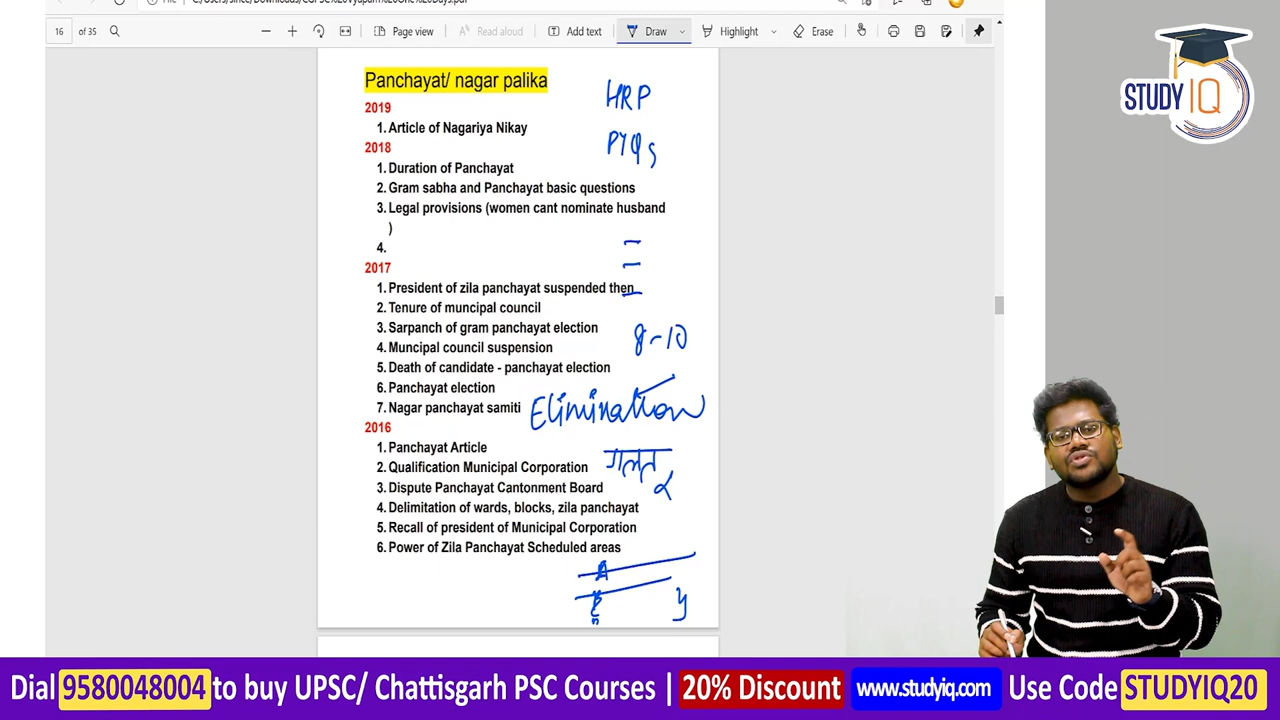 16 of 35
Page view
Read aloud
Add text
Draw
Highlight
Erase
STUDY IQ
Panchayat/ nagar palika
HRP
2019
1. Article of Nagariya Nikay
PYQs
2018
1. Duration of Panchayat
2. Gram sabha and Panchayat basic questions
3. Legal provisions (women cant nominate husband
)
4.
2017
1. President of zila panchayat suspended then
2. Tenure of muncipal council
3. Sarpanch of gram panchayat election
8-10
4. Muncipal council suspension
5. Death of candidate - panchayat election
6. Panchayat election
7. Nagar panchayat samiti
Elimination
2016
1. Panchayat Article
2. Qualification Municipal Corporation
गलत
3. Dispute Panchayat Cantonment Board
4. Delimitation of wards, blocks, zila panchayat
5. Recall of president of Municipal Corporation
6. Power of Zila Panchayat Scheduled areas
Dial 9580048004 to buy UPSC/ Chattisgarh PSC Courses | 20% Discount www.studyiq.com Use Code STUDYIQ20